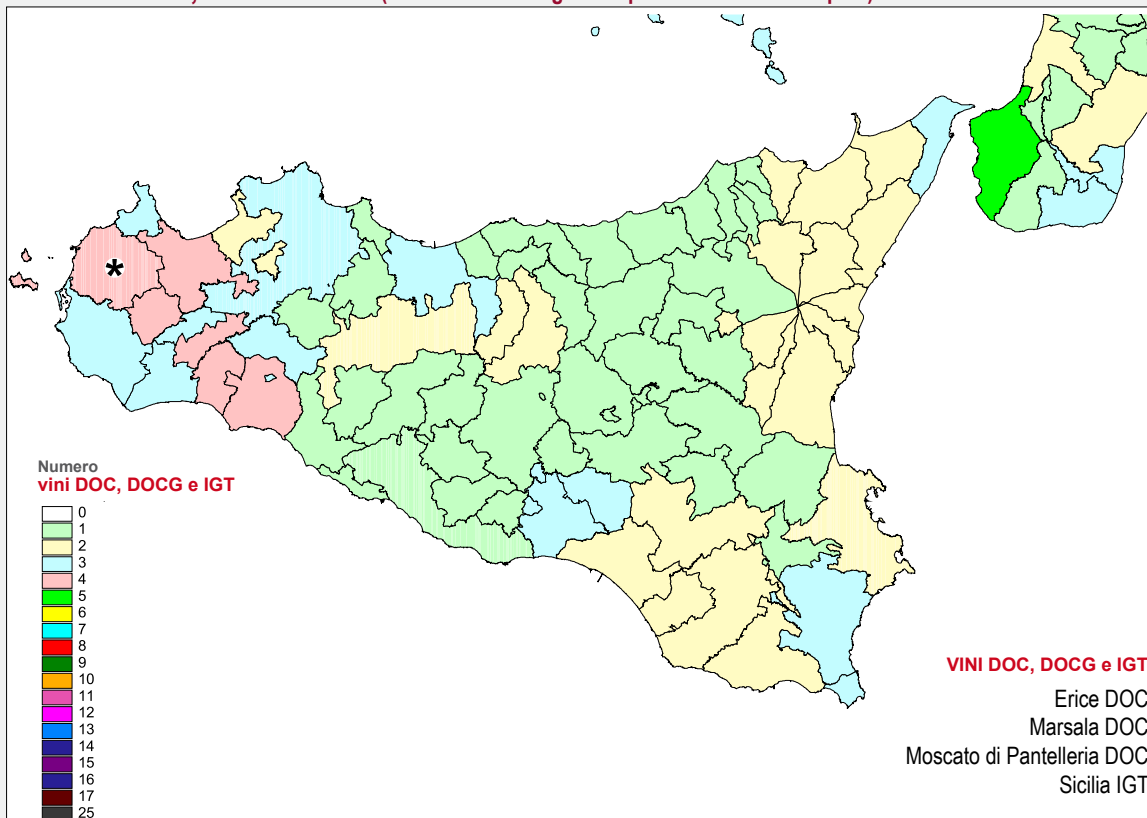 *
Numero
vini DOC, DOCG e IGT
0
1
2
3
4
5
6
7
8
9
10
11
12
13
14
15
16
17
25
VINI DOC, DOCG e IGT
Erice DOC
Marsala DOC
Moscato di Pantelleria DOC
Sicilia IGT